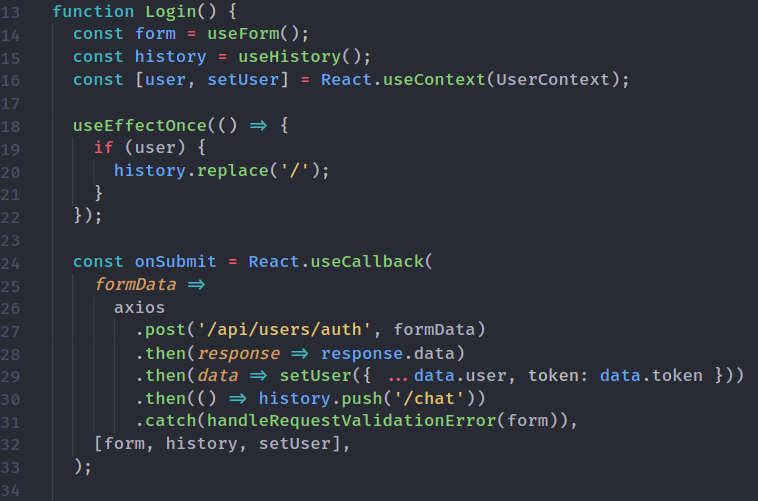 13 function Login() {
14 const form = useForm();
15 const history = useHistory();
16 const [user, setUser] = React.useContext(UserContext);
17
18 useEffectOnce(() => {
19 if (user) {
20 history.replace('/');
21 }
22 });
23
24 const onSubmit = React.useCallback(
25 formData =>
26 axios
27 .post('/api/users/auth', formData)
28 .then(response => response.data)
29 .then(data => setUser({ ...data.user, token: data.token }))
30 .then(() => history.push('/chat'))
31 .catch(handleRequestValidationError(form)),
32 [form, history, setUser],
33 );
34